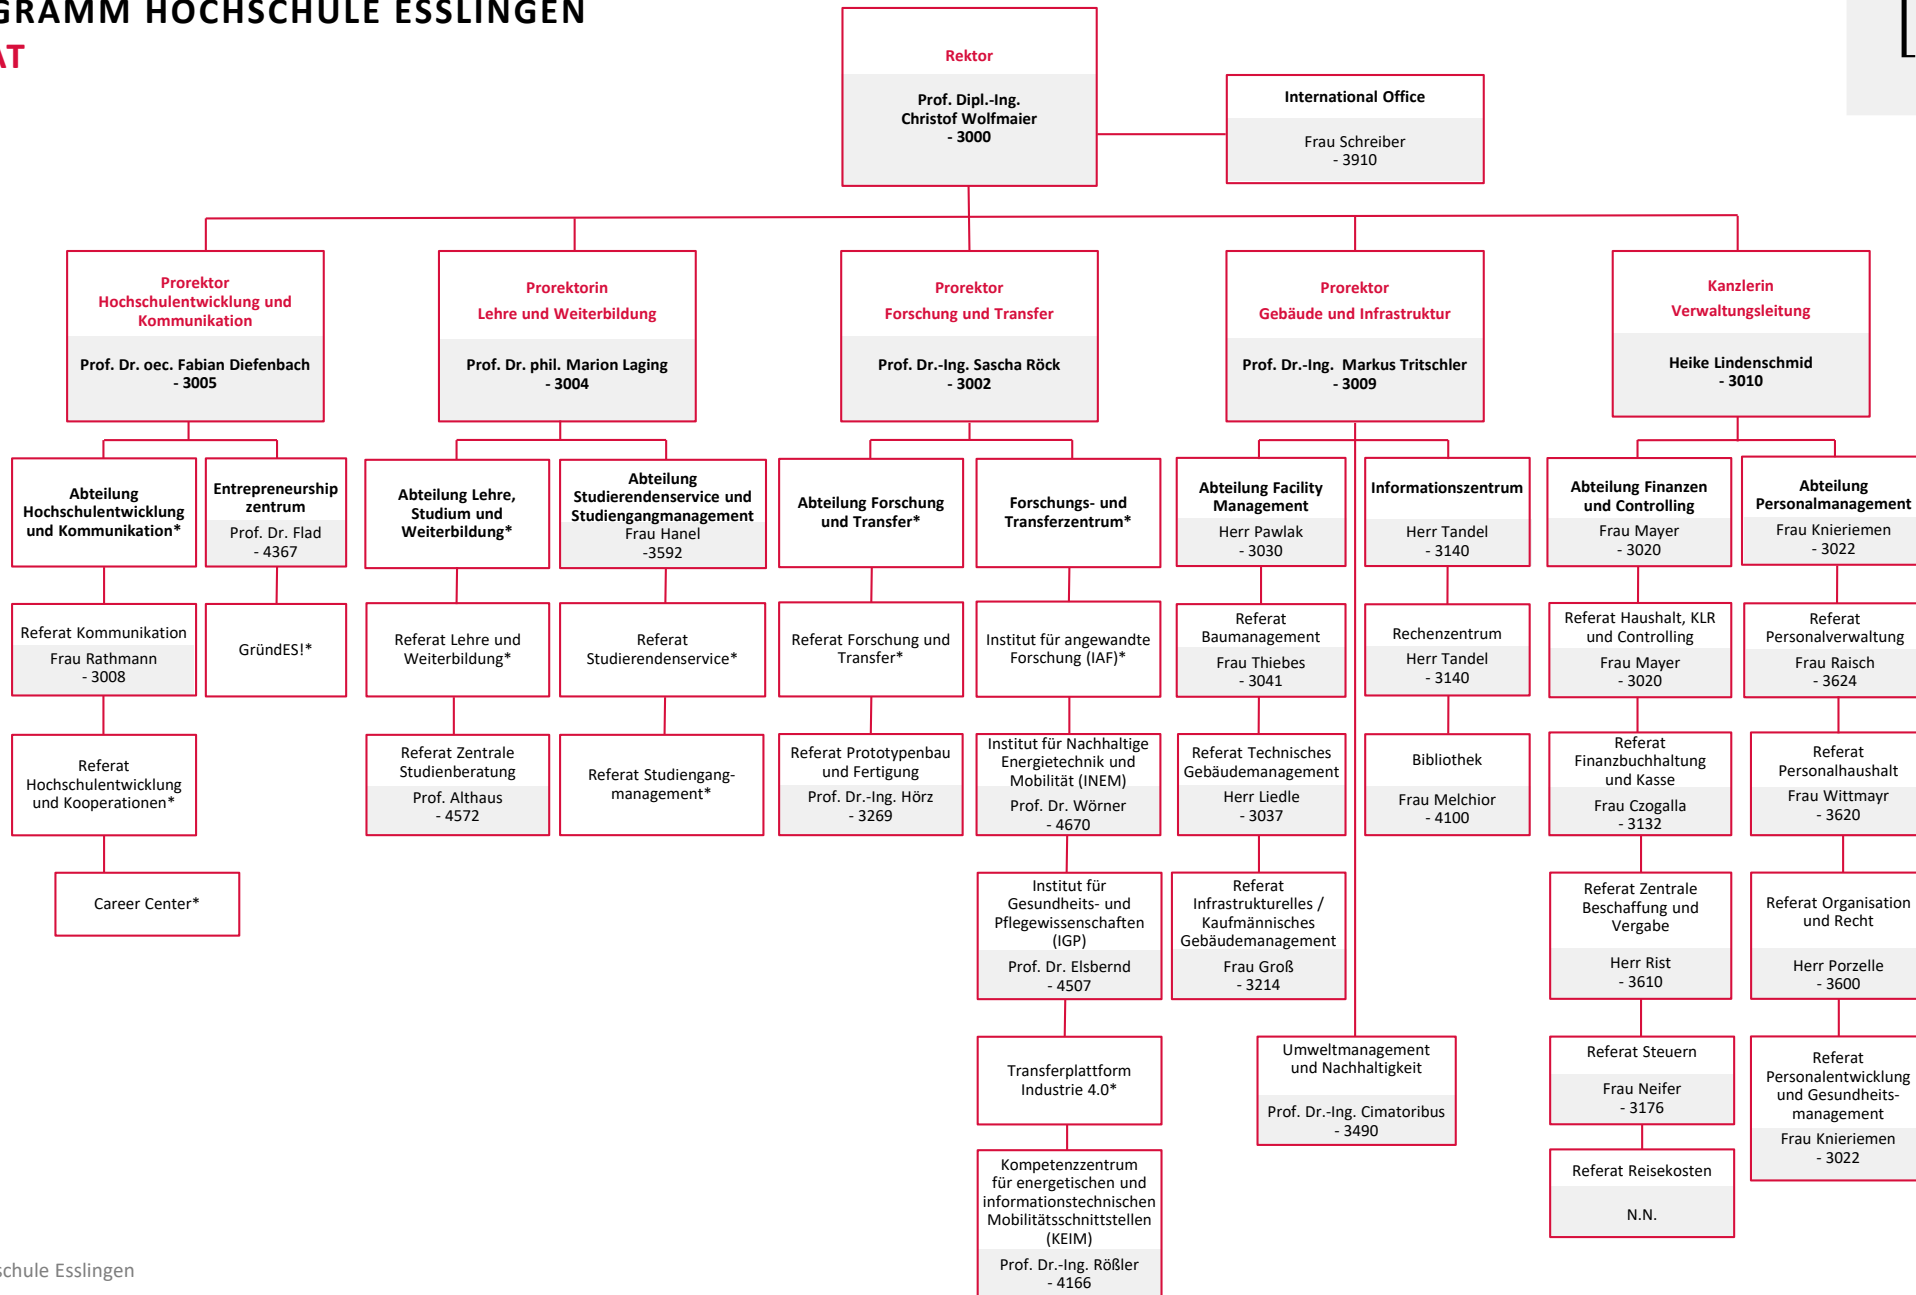 GRAMM HOCHSCHULE ESSLINGEN
AT
Rektor
Prof. Dipl.-Ing.
Christof Wolfmaier
- 3000
International Office
Frau Schreiber
- 3910
Prorektor
Hochschulentwicklung und
Kommunikation
Prof. Dr. oec. Fabian Diefenbach
- 3005
Prorektorin
Lehre und Weiterbildung
Prof. Dr. phil. Marion Laging
- 3004
Prorektor
Forschung und Transfer
Prof. Dr.-Ing. Sascha Röck
- 3002
Prorektor
Gebäude und Infrastruktur
Prof. Dr.-Ing. Markus Tritschler
- 3009
Kanzlerin
Verwaltungsleitung
Heike Lindenschmid
- 3010
Abteilung
Hochschulentwicklung
und Kommunikation*
Entrepreneurship
zentrum
Prof. Dr. Flad
- 4367
Abteilung Lehre,
Studium und
Weiterbildung*
Abteilung
Studierendenservice und
Studiengangmanagement
Frau Hanel
-3592
Abteilung Forschung
und Transfer*
Forschungs- und
Transferzentrum*
Abteilung Facility
Management
Herr Pawlak
- 3030
Informationszentrum
Herr Tandel
- 3140
Abteilung Finanzen
und Controlling
Frau Mayer
- 3020
Abteilung
Personalmanagement
Frau Knieriemen
- 3022
Referat Kommunikation
Frau Rathmann
- 3008
GründES!*
Referat Lehre und
Weiterbildung*
Referat
Studierendenservice*
Referat Forschung und
Transfer*
Institut für angewandte
Forschung (IAF)*
Referat
Baumanagement
Frau Thiebes
- 3041
Rechenzentrum
Herr Tandel
- 3140
Referat Haushalt, KLR
und Controlling
Frau Mayer
- 3020
Referat
Personalverwaltung
Frau Raisch
- 3624
Referat
Hochschulentwicklung
und Kooperationen*
Referat Zentrale
Studienberatung
Prof. Althaus
- 4572
Referat Studiengang-
management*
Referat Prototypenbau
und Fertigung
Prof. Dr.-Ing. Hörz
- 3269
Institut für Nachhaltige
Energietechnik und
Mobilität (INEM)
Prof. Dr. Wörner
- 4670
Referat Technisches
Gebäudemanagement
Herr Liedle
- 3037
Bibliothek
Frau Melchior
- 4100
Referat
Finanzbuchhaltung
und Kasse
Frau Czogalla
- 3132
Referat
Personalhaushalt
Frau Wittmayr
- 3620
Career Center*
Institut für
Gesundheits- und
Pflegewissenschaften
(IGP)
Prof. Dr. Elsbernd
- 4507
Referat
Infrastrukturelles /
Kaufmännisches
Gebäudemanagement
Frau Groß
- 3214
Referat Zentrale
Beschaffung und
Vergabe
Herr Rist
- 3610
Referat Organisation
und Recht
Herr Porzelle
- 3600
Transferplattform
Industrie 4.0*
Umweltmanagement
und Nachhaltigkeit
Prof. Dr.-Ing. Cimatoribus
- 3490
Referat Steuern
Frau Neifer
- 3176
Referat
Personalentwicklung
und Gesundheits-
management
Frau Knieriemen
- 3022
Kompetenzzentrum
für energetischen und
informationstechnischen
Mobilitätsschnittstellen
(KEIM)
Prof. Dr.-Ing. Rößler
- 4166
Referat Reisekosten
N.N.
schule Esslingen